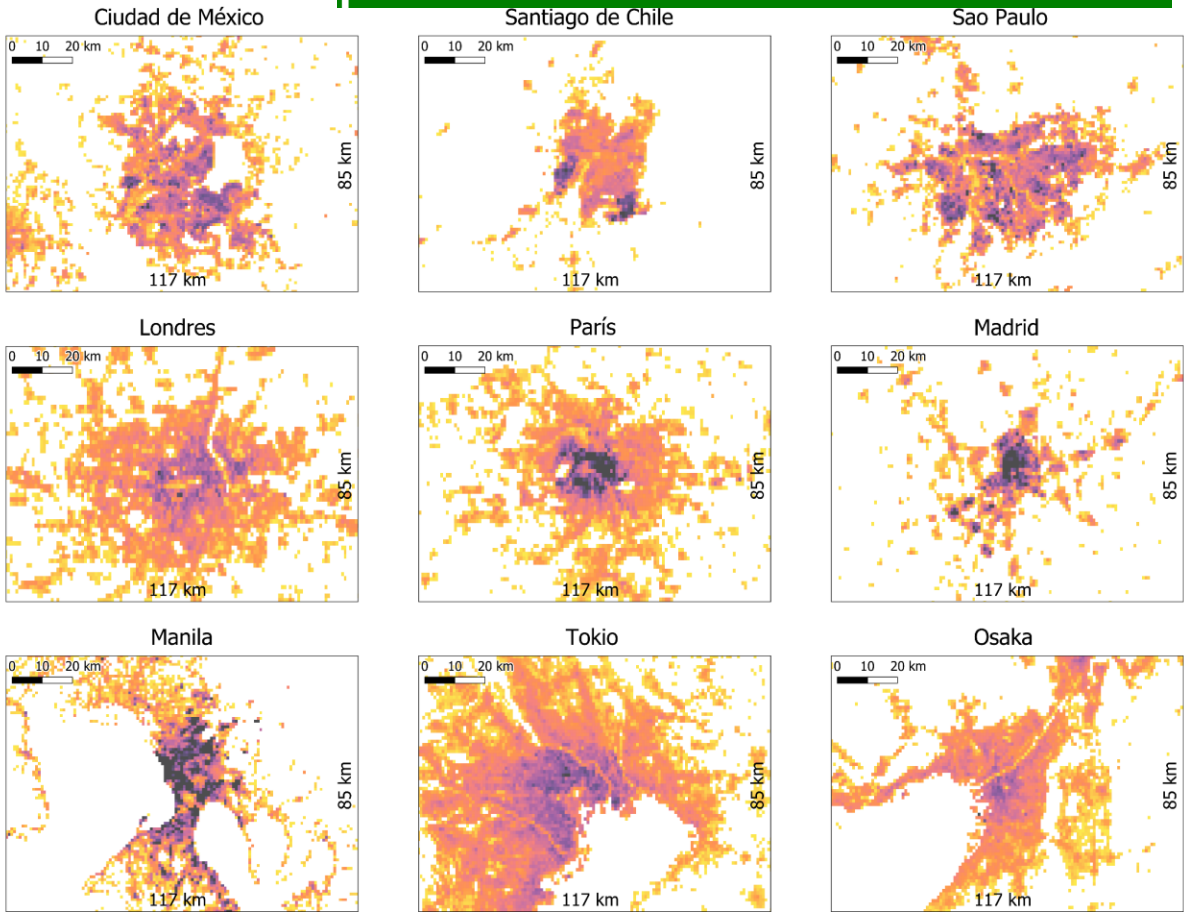 Ciudad de México
0 10 20 km
85 km
117 km
Santiago de Chile
0 10 20 km
85 km
117 km
Sao Paulo
0 10 20 km
85 km
117 km
Londres
0 10 20 km
85 km
117 km
París
0 10 20 km
85 km
117 km
Madrid
0 10 20 km
85 km
117 km
Manila
0 10 20 km
85 km
117 km
Tokio
0 10 20 km
85 km
117 km
Osaka
0 10 20 km
85 km
117 km